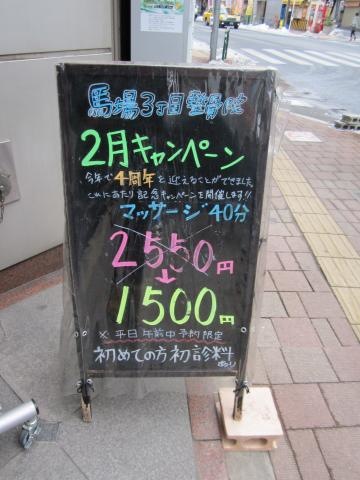 馬場3丁目整骨院
2月キャンペーン
今年で4周年を迎えることができました
これにあたり記念キャンペーンを開催します!!
マッサージ40分
2550円
↓
1500円
※平日午前中予約限定
初めての方初診料